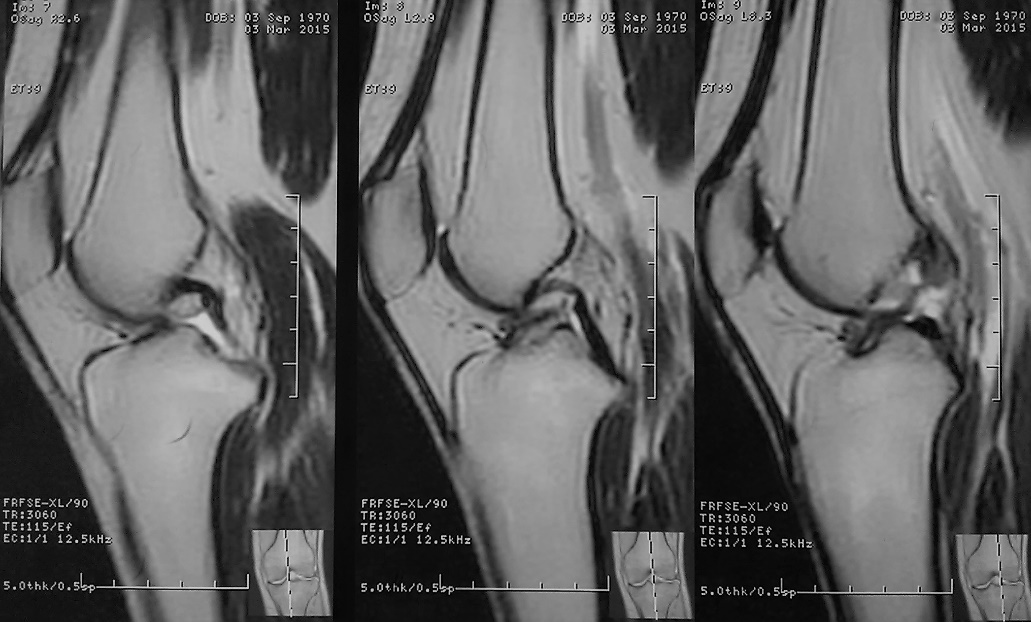 Im: 7
OSag R2.6
DOB: 03 Sep 1970
03 Mar 2015
ET:9
FRFSE-XL/90
TR:3060
TE:115/Ef
EC:1/1 12.5kHz
5.0thk/0.5sp
Im: 8
OSag L2.9
DOB: 03 Sep 1970
03 Mar 2015
ET:9
FRFSE-XL/90
TR:3060
TE:115/Ef
EC:1/1 12.5kHz
5.0thk/0.5sp
Im: 9
OSag L8.3
DOB: 03 Sep 1970
03 Mar 2015
ET:9
FRFSE-XL/90
TR:3060
TE:115/Ef
EC:1/1 12.5kHz
5.0thk/0.5sp